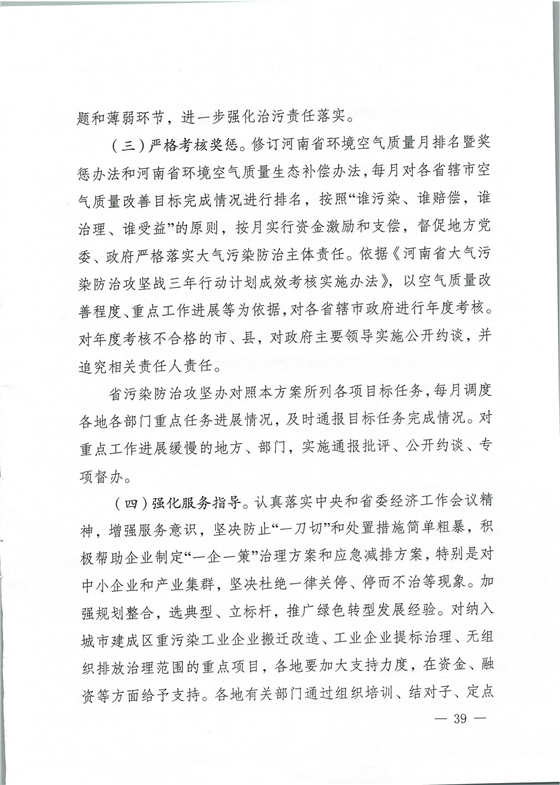 题和薄弱环节，进一步强化治污责任落实。
（三）严格考核奖惩。修订河南省环境空气质量月排名暨奖
惩办法和河南省环境空气质量生态补偿办法，每月对各省辖市空
气质量改善目标完成情况进行排名，按照“谁污染、谁赔偿，谁
治理、谁受益”的原则，按月实行资金激励和支偿，督促地方党
委、政府严格落实大气污染防治主体责任。依据《河南省大气污
染防治攻坚战三年行动计划成效考核实施办法》，以空气质量改
善程度、重点工作进展等为依据，对各省辖市政府进行年度考核。
对年度考核不合格的市、县，对政府主要领导实施公开约谈，并
追究相关责任人责任。
省污染防治攻坚办对照本方案所列各项目标任务，每月调度
各地各部门重点任务进展情况，及时通报目标任务完成情况。对
重点工作进展缓慢的地方、部门，实施通报批评、公开约谈、专
项督办。
（四）强化服务指导。认真落实中央和省委经济工作会议精
神，增强服务意识，坚决防止“一刀切”和处置措施简单粗暴，积
极帮助企业制定“一企一策”治理方案和应急减排方案，特别是对
中小企业和产业集群，坚决杜绝一律关停、停而不治等现象。加
强规划整合，选典型、立标杆，推广绿色转型发展经验。对纳入
城市建成区重污染工业企业搬迁改造、工业企业提标治理、无组
织排放治理范围的重点项目，各地要加大支持力度，在资金、融
资等方面给予支持。各地有关部门通过组织培训、结对子、定点
— 39 —